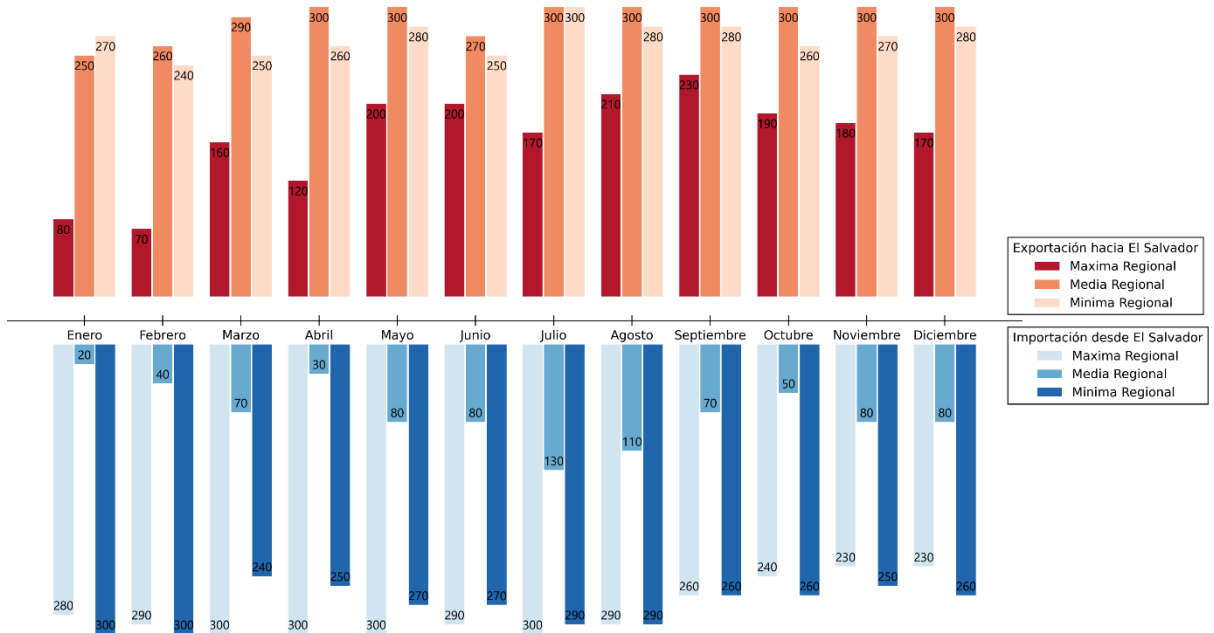 300 300 300 300 300 300 300 300 300
290
270 280 270 280 280 270 280
250 260 240 250 260 250 260
230
200 200 210
190 180
160 170 170
120
80 70
Exportación hacia El Salvador
Maxima Regional
Media Regional
Minima Regional
Enero Febrero Marzo Abril Mayo Junio Julio Agosto Septiembre Octubre Noviembre Diciembre
Importación desde El Salvador
Maxima Regional
Media Regional
Minima Regional
20 30
40 50
70 80 80 70 80 80
110
130
240 250 240 230 250 230
280 270 270 260 260 260 260
290 290 290 290 290
300 300 300 300 300 300